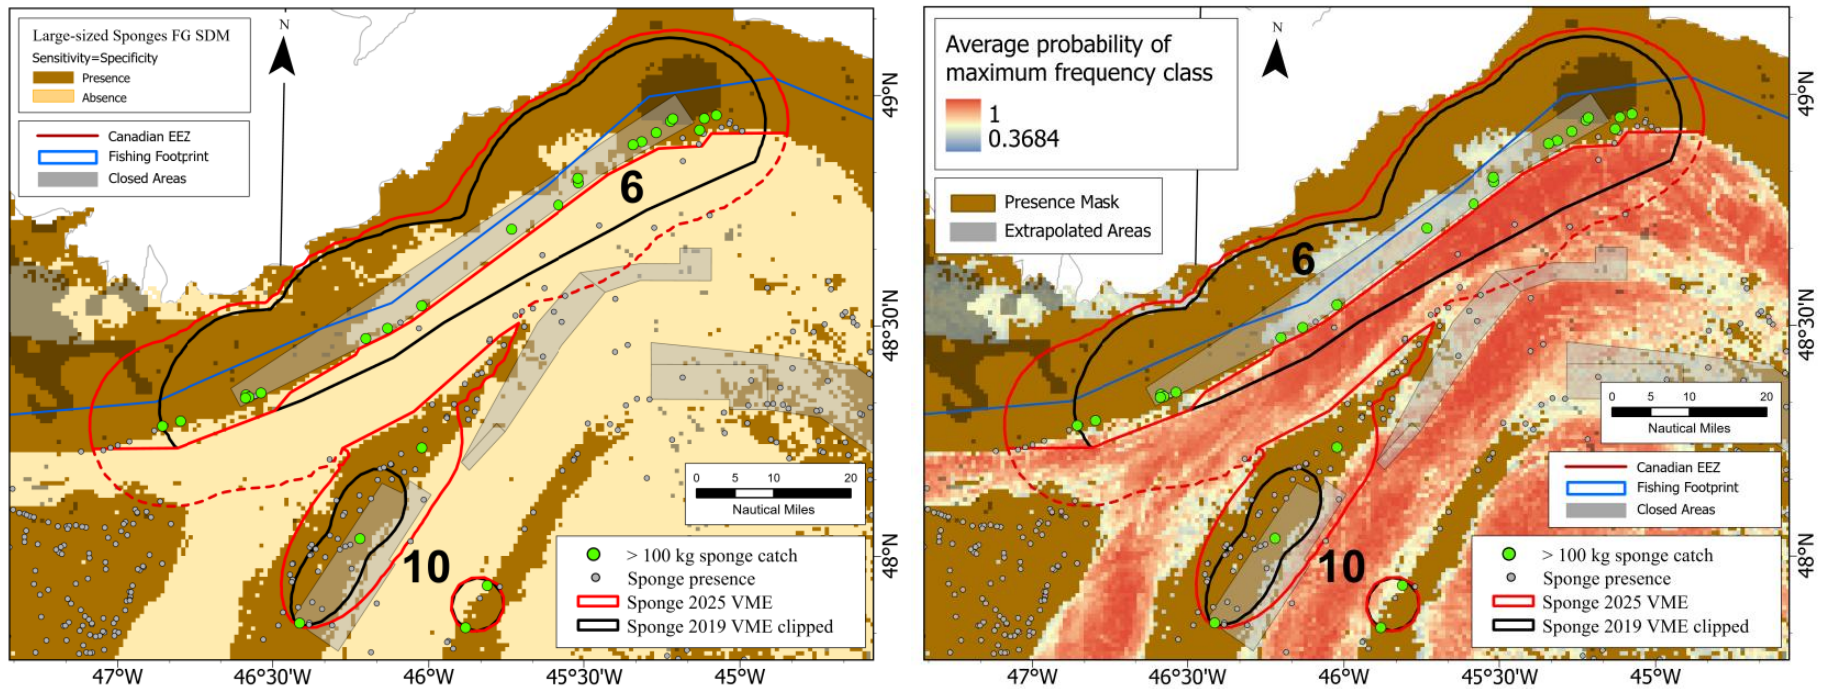 Large-sized Sponges FG SDM
Sensitivity=Specificity
Presence
Absence
Canadian EEZ
Fishing Footprint
Closed Areas
N
6
10
0 5 10 20
Nautical Miles
> 100 kg sponge catch
Sponge presence
Sponge 2025 VME
Sponge 2019 VME clipped
49°N
48°30'N
48°N
47°W 46°30'W 46°W 45°30'W 45°W
Average probability of
maximum frequency class
1
0.3684
Presence Mask
Extrapolated Areas
N
6
10
0 5 10 20
Nautical Miles
Canadian EEZ
Fishing Footprint
Closed Areas
> 100 kg sponge catch
Sponge presence
Sponge 2025 VME
Sponge 2019 VME clipped
49°N
48°30'N
48°N
47°W 46°30'W 46°W 45°30'W 45°W